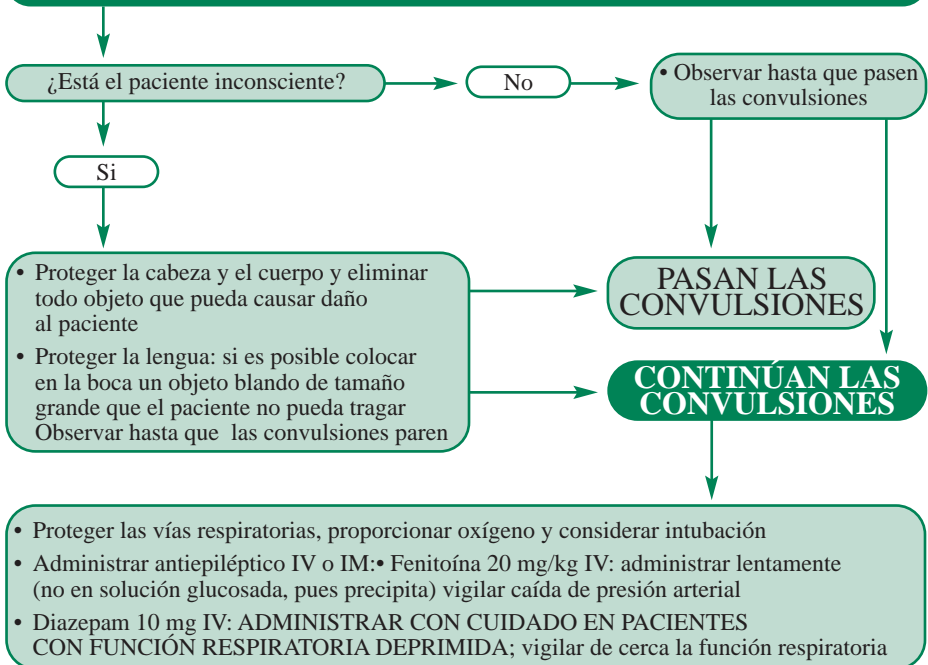 ¿Está el paciente inconsciente?
No
• Observar hasta que pasen
las convulsiones
Si
• Proteger la cabeza y el cuerpo y eliminar
todo objeto que pueda causar daño
al paciente
• Proteger la lengua: si es posible colocar
en la boca un objeto blando de tamaño
grande que el paciente no pueda tragar
Observar hasta que las convulsiones paren
PASAN LAS
CONVULSIONES
CONTINÚAN LAS
CONVULSIONES
• Proteger las vías respiratorias, proporcionar oxígeno y considerar intubación
• Administrar antiepiléptico IV o IM:• Fenitoína 20 mg/kg IV: administrar lentamente
(no en solución glucosada, pues precipita) vigilar caída de presión arterial
• Diazepam 10 mg IV: ADMINISTRAR CON CUIDADO EN PACIENTES
CON FUNCIÓN RESPIRATORIA DEPRIMIDA; vigilar de cerca la función respiratoria